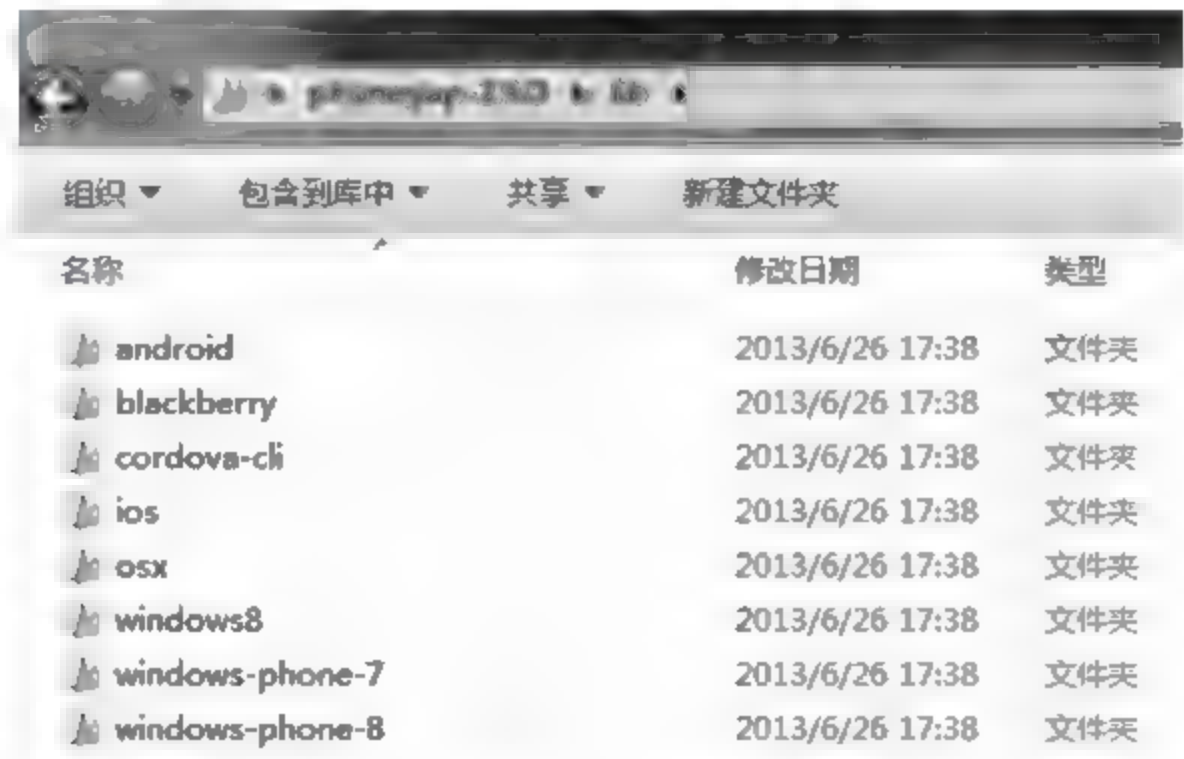 组织 包含到库中 共享 新建文件夹
名称 修改日期 类型
android 2013/6/26 17:38 文件夹
blackberry 2013/6/26 17:38 文件夹
cordova-cli 2013/6/26 17:38 文件夹
ios 2013/6/26 17:38 文件夹
osx 2013/6/26 17:38 文件夹
windows8 2013/6/26 17:38 文件夹
windows-phone-7 2013/6/26 17:38 文件夹
windows-phone-8 2013/6/26 17:38 文件夹